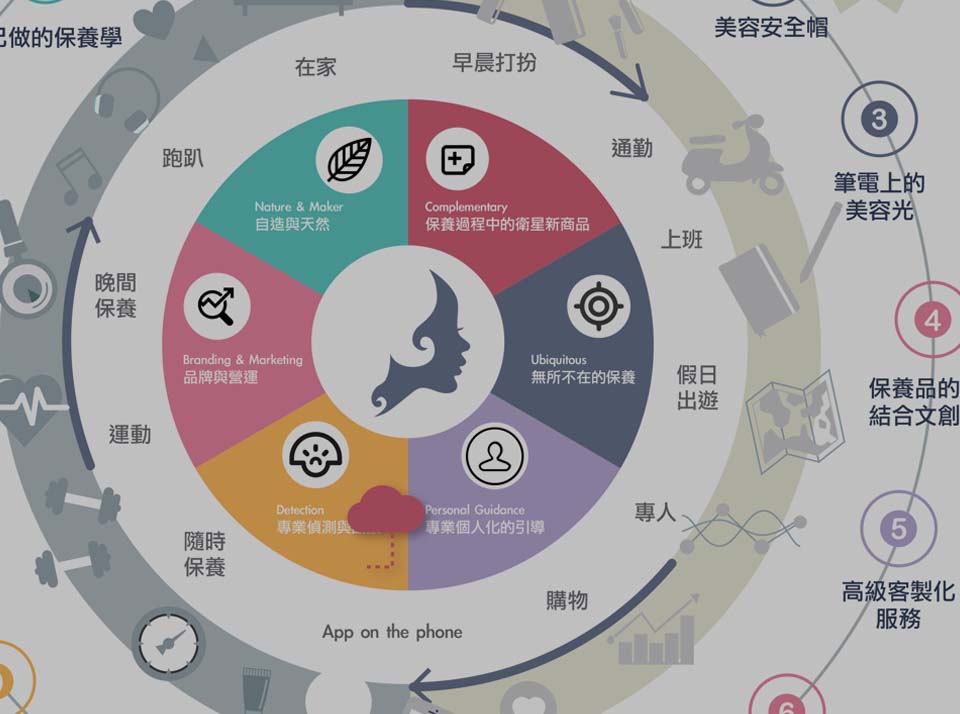 己做的保養學
在家
早晨打扮
美容安全帽
跑趴
通勤
3
Nature & Maker
自造與天然
Complementary
保養過程中的衛星新商品
筆電上的
美容光
上班
晚間
保養
4
Branding & Marketing
品牌與營運
Ubiquitous
無所不在的保養
假日
出遊
保養品的
結合文創
運動
Detection
專業偵測與
Personal Guidance
專業個人化的引導
專人
5
隨時
保養
高級客製化
服務
購物
App on the phone
6